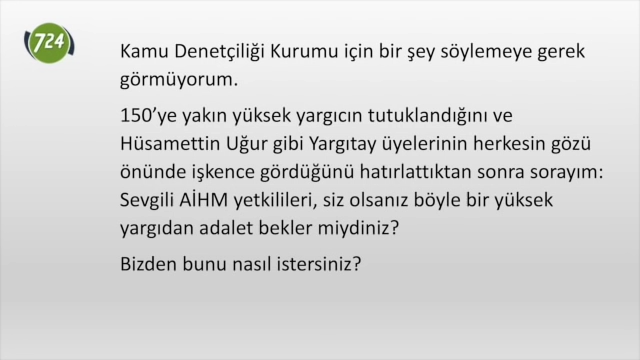 724
Kamu Denetçiliği Kurumu için bir şey söylemeye gerek
görmüyorum.
150’ye yakın yüksek yargıcın tutuklandığını ve
Hüsamettin Uğur gibi Yargıtay üyelerinin herkesin gözü
önünde işkence gördüğünü hatırlattıktan sonra sorayım:
Sevgili AİHM yetkilileri, siz olsanız böyle bir yüksek
yargıdan adalet bekler miydiniz?
Bizden bunu nasıl istersiniz?